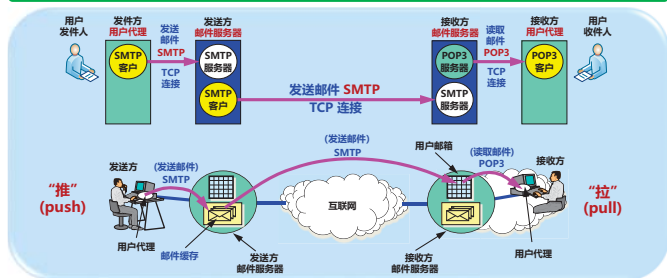 用户
发件人
发件方
用户代理
发送
邮件
SMTP
TCP
连接
发送方
邮件服务器
接收方
邮件服务器
读取
邮件
POP3
TCP
连接
接收方
用户代理
用户
收件人
SMTP
客户
SMTP
服务器
SMTP
客户
发送邮件 SMTP
TCP 连接
POP3
服务器
SMTP
服务器
POP3
客户
“推”
(push)
发送方
(发送邮件)
SMTP
(发送邮件)
SMTP
用户邮箱
(读取邮件)
POP3
接收方
“拉”
(pull)
互联网
用户代理
邮件缓存
发送方
邮件服务器
接收方
邮件服务器
用户代理